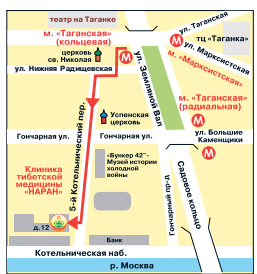 театр на Таганке
м. «Таганская»
(кольцевая)
М
ул. Таганская
тц «Таганка»
ул. Марксистская
церковь
св. Николая
М
м. «Марксистская»
ул. Нижняя Радищевская
ул. Земляной Вал
м. «Таганская»
(радиальная)
М
Успенская
церковь
Гончарная ул.
Гончарная ул.
ул. Большие
Каменщики
М
5-й Котельнический пер.
«Бункер 42"-
Музей истории
холодной
войны
Клиника
тибетской
медицины
«НАРАН»
Садовое кольцо
Гончарный пр-д
д.12
Банк
Котельническая наб.
р. Москва